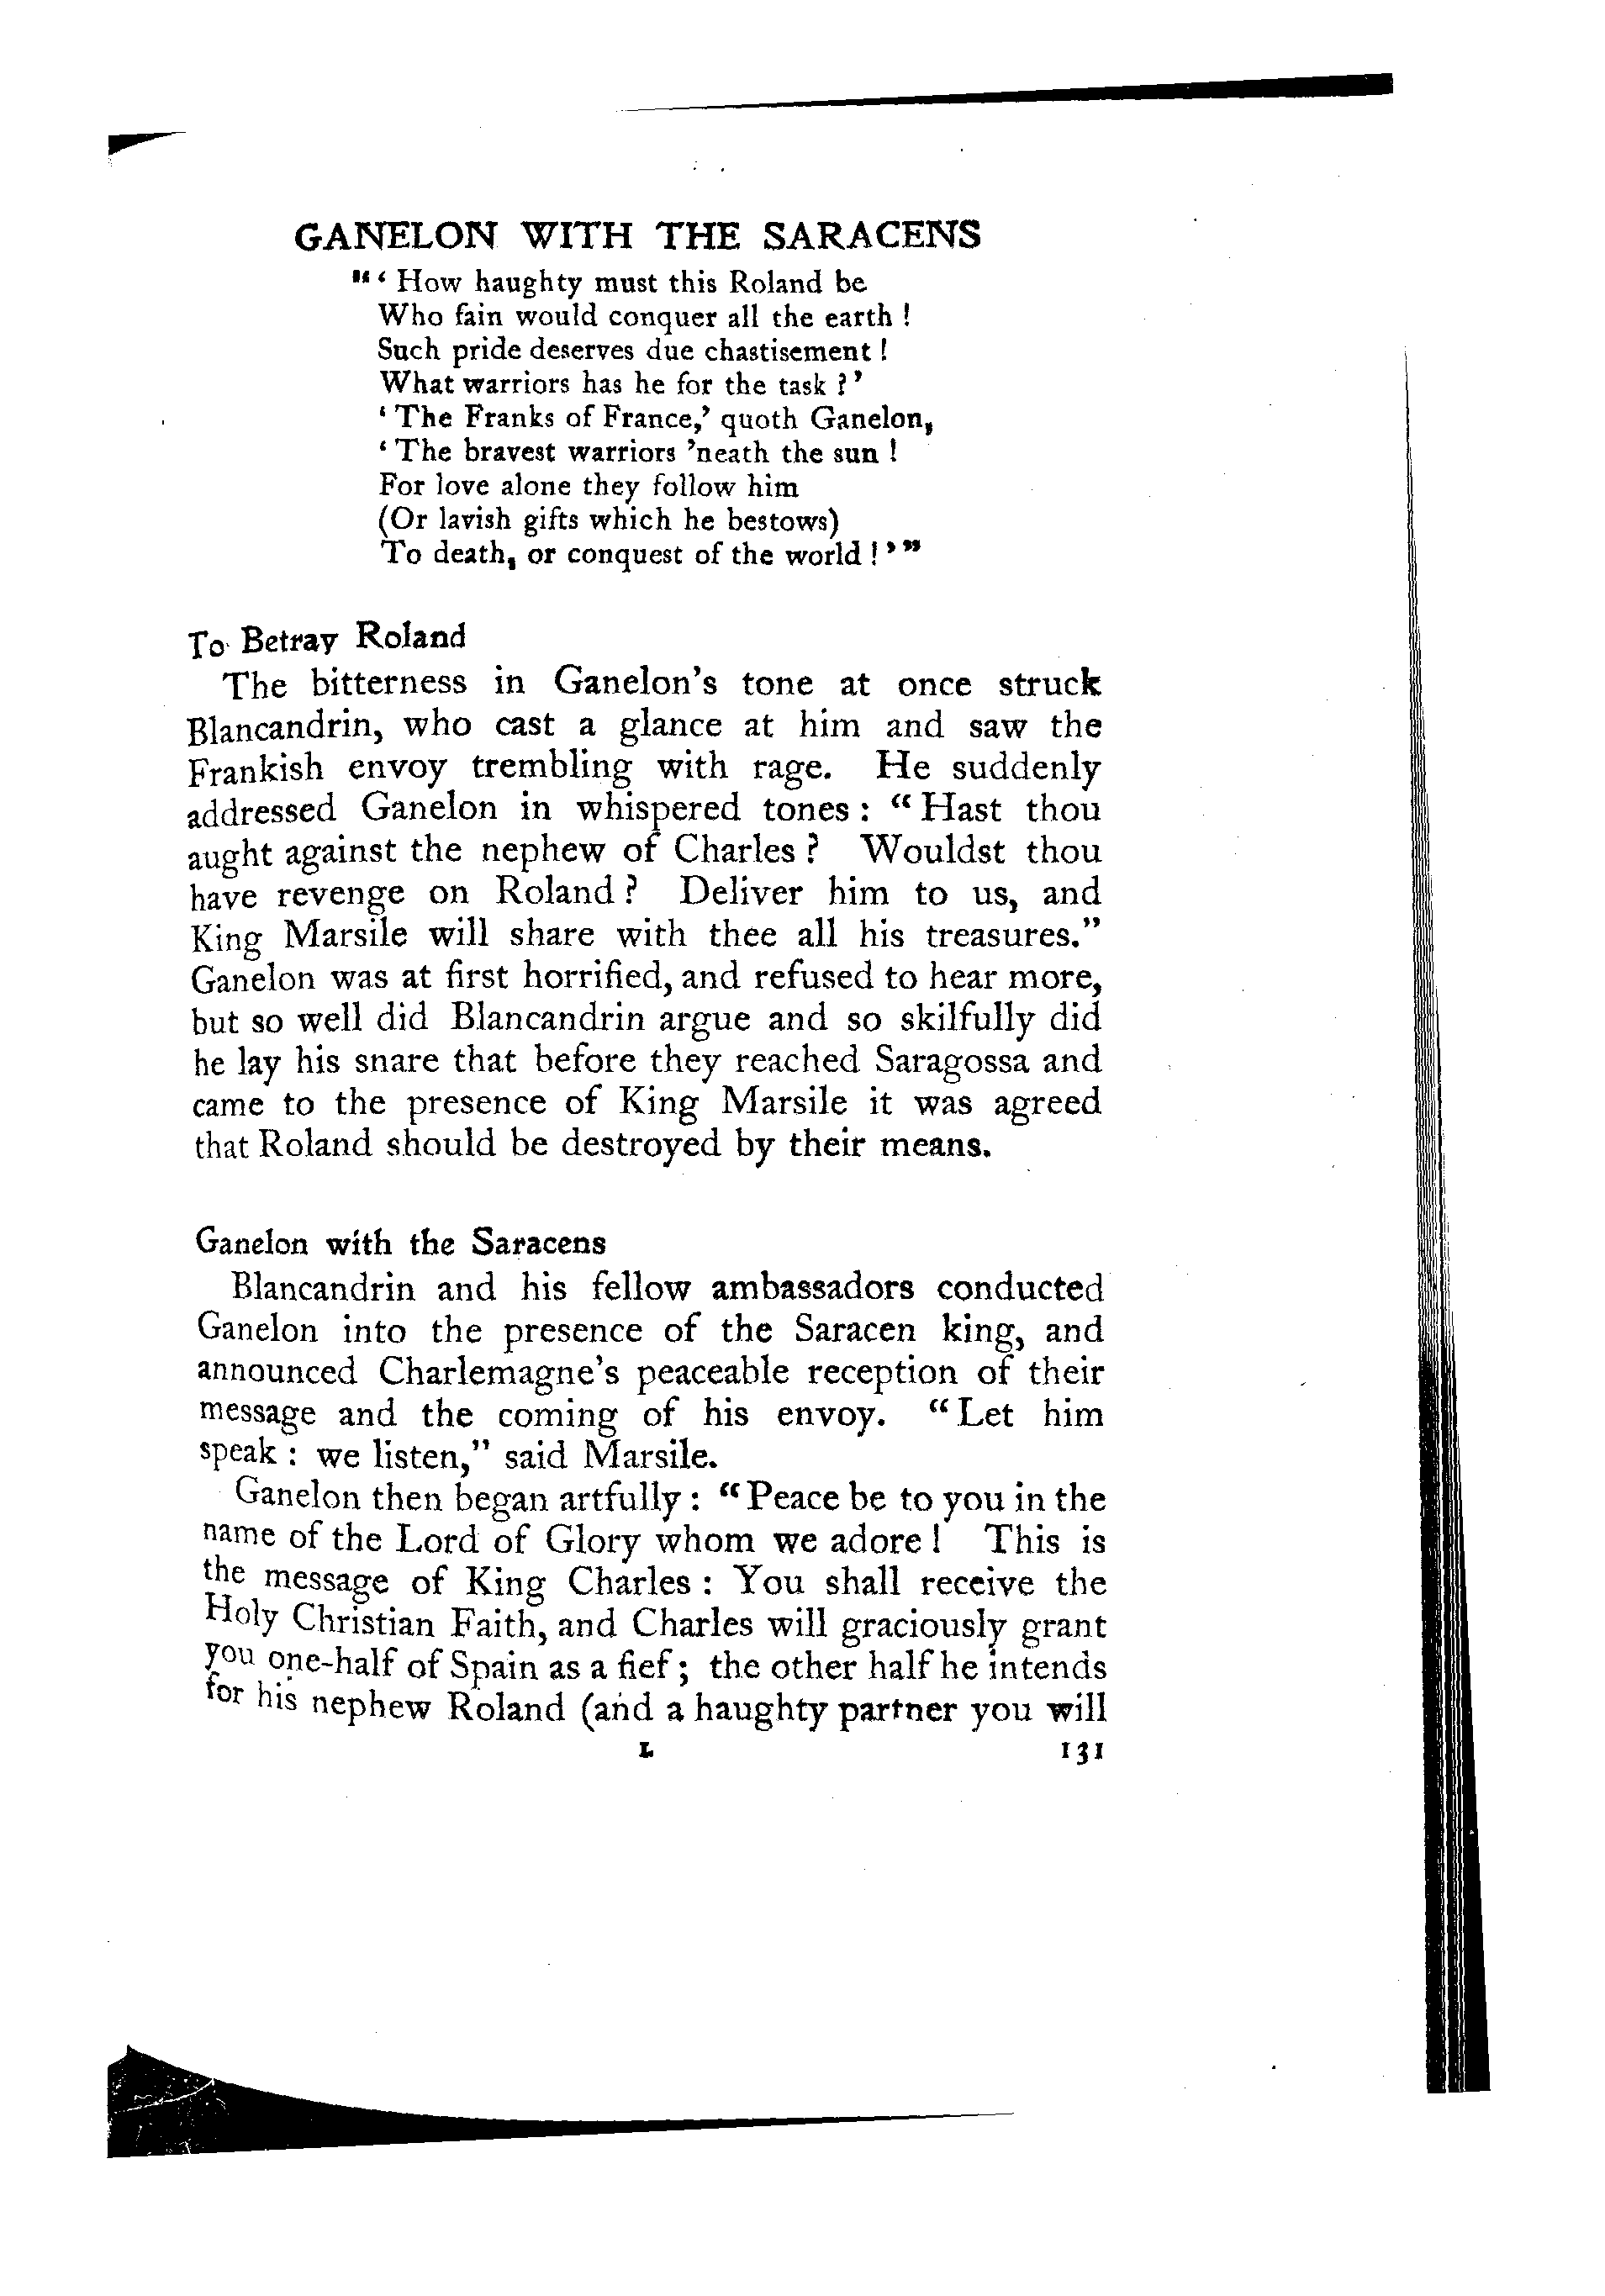 GANELON WITH THE SARACENS
"‘ How haughty must this Roland be
Who fain would conquer all the earth !
Such pride deserves due chastisement !
What warriors has he for the task ?’
‘ The Franks of France,’ quoth Ganelon,
‘ The bravest warriors ’neath the sun !
For love alone they follow him
(Or lavish gifts which he bestows)
To death, or conquest of the world ! ’ ”
To Betray Roland
The bitterness in Ganelon’s tone at once struck
Blancandrin, who cast a glance at him and saw the
Frankish envoy trembling with rage. He suddenly
addressed Ganelon in whispered tones : “ Hast thou
aught against the nephew of Charles ? Wouldst thou
have revenge on Roland ? Deliver him to us, and
King Marsile will share with thee all his treasures.”
Ganelon was at first horrified, and refused to hear more,
but so well did Blancandrin argue and so skilfully did
he lay his snare that before they reached Saragossa and
came to the presence of King Marsile it was agreed
that Roland should be destroyed by their means.
Ganelon with the Saracens
Blancandrin and his fellow ambassadors conducted
Ganelon into the presence of the Saracen king, and
announced Charlemagne’s peaceable reception of their
message and the coming of his envoy. “ Let him
speak : we listen,” said Marsile.
Ganelon then began artfully : “ Peace be to you in the
name of the Lord of Glory whom we adore ! This is
the message of King Charles : You shall receive the
Holy Christian Faith, and Charles will graciously grant
you one-half of Spain as a fief ; the other half he intends
for his nephew Roland (and a haughty partner you will
L 131